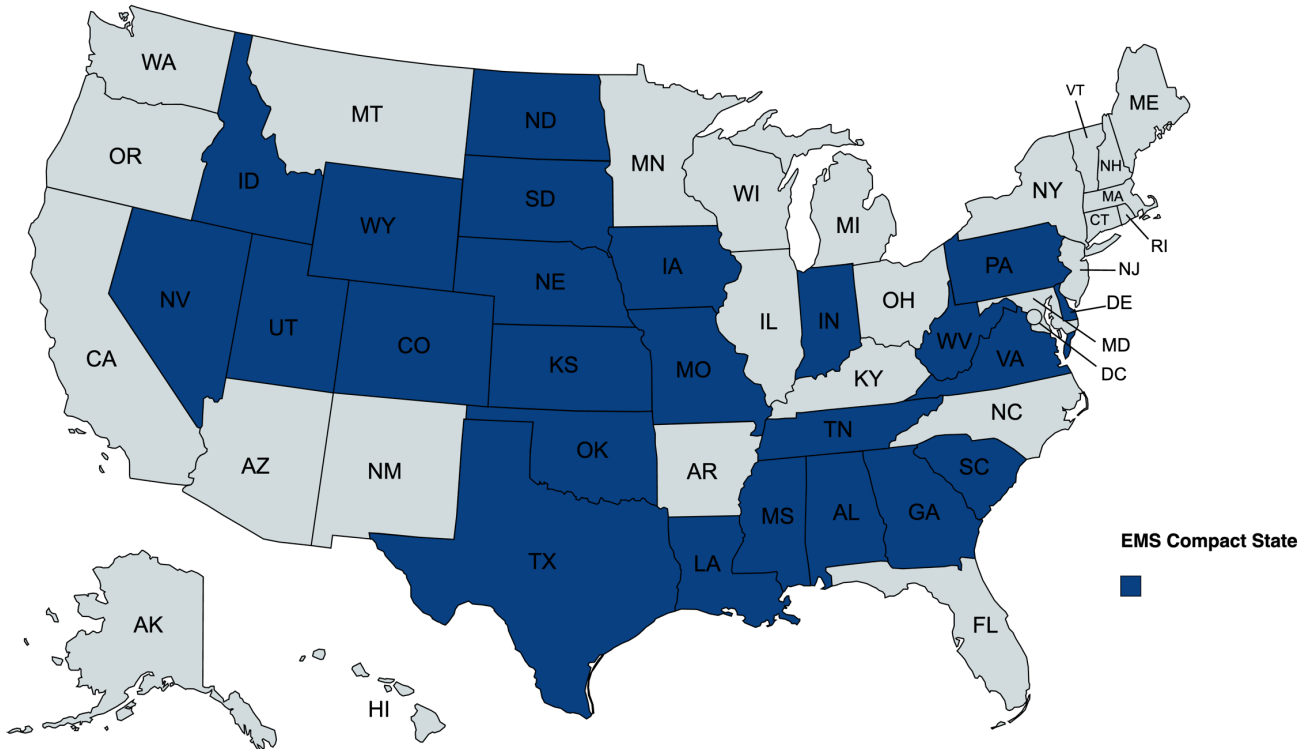 WA
VT
ME
MT
ND
OR
MN
NH
ID
WI
NY
SD
MA
WY
MI
CT
RI
IA
PA
NJ
NE
NV
OH
DE
UT
IL
IN
CO
WV
MD
CA
KS
VA
MO
KY
DC
NC
TN
OK
AZ
NM
AR
SC
MS
AL
GA
EMS Compact State
TX
LA
AK
FL
HI